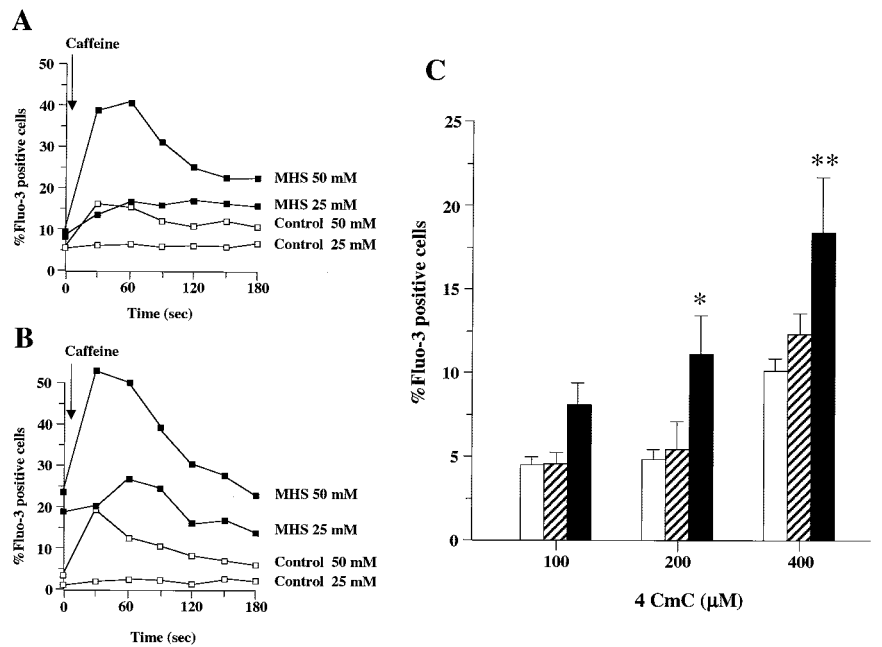 A
Caffeine
50
40
30
20
10
0
%Fluo-3 positive cells
MHS 50 mM
MHS 25 mM
Control 50 mM
Control 25 mM
0 60 120 180
Time (sec)
B
Caffeine
50
40
30
20
10
0
%Fluo-3 positive cells
MHS 50 mM
MHS 25 mM
Control 50 mM
Control 25 mM
0 60 120 180
Time (sec)
C
25
20
15
10
5
0
%Fluo-3 positive cells
*
**
100 200 400
4 CmC (μM)